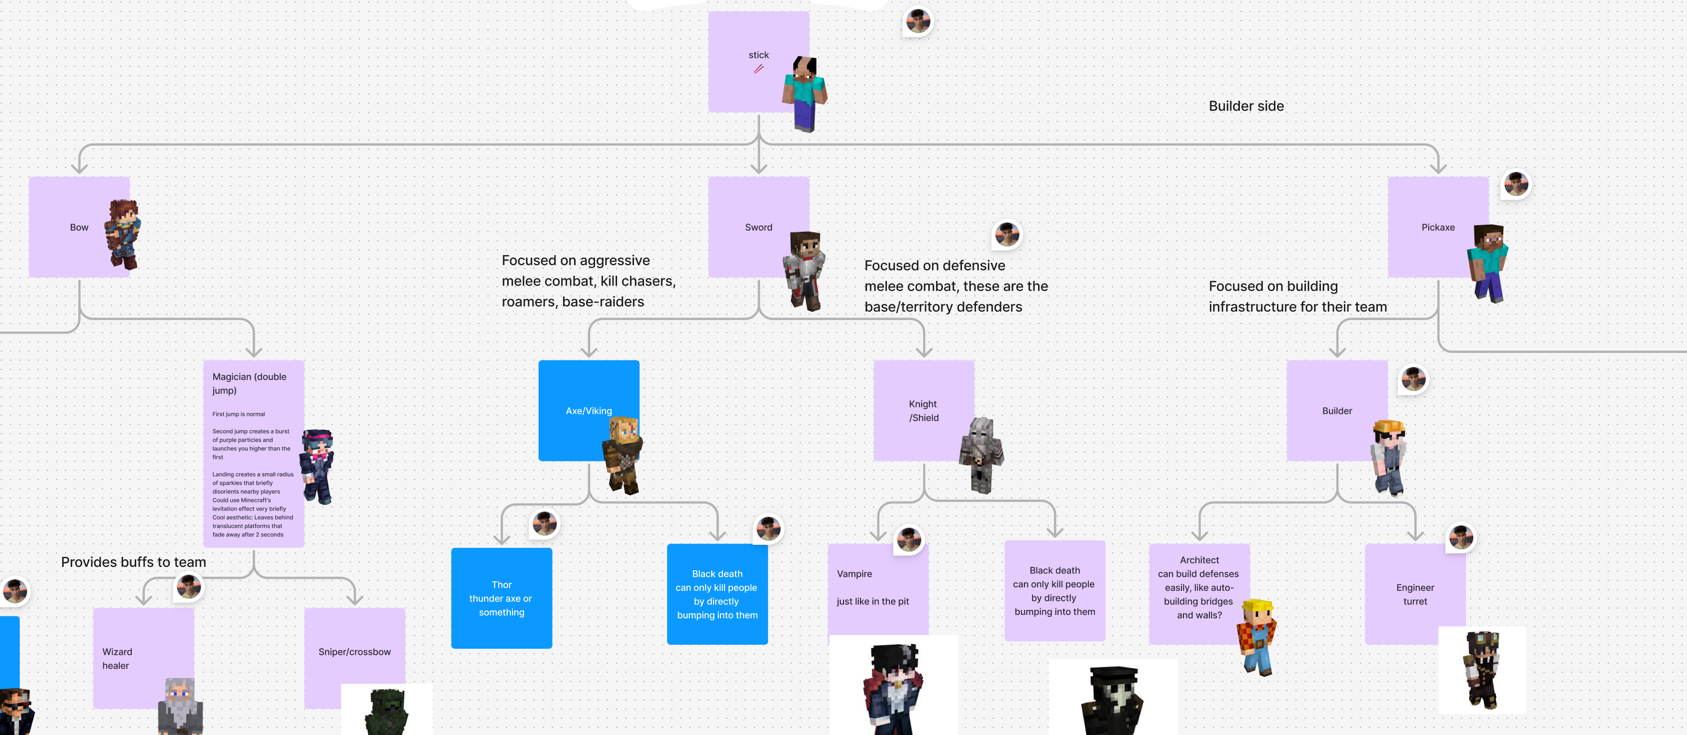 stick
Builder side
Bow
Sword
Pickaxe
Focused on aggressive
melee combat, kill chasers,
roamers, base-raiders
Focused on defensive
melee combat, these are the
base/territory defenders
Focused on building
infrastructure for their team
Magician (double
jump)
First jump is normal
Second jump creates a burst
of purple particles and
launches you higher than the
first
Landing creates a small radius
of sparkles that briefly
disorients nearby players
Could use Minecraft's
levitation effect very briefly
Cool aesthetic: Leaves behind
translucent platforms that
fade away after 2 seconds
Axe/Viking
Knight
/Shield
Builder
Provides buffs to team
Wizard
healer
Sniper/crossbow
Thor
thunder axe or
something
Black death
can only kill people
by directly
bumping into them
Vampire
just like in the pit
Black death
can only kill people
by directly
bumping into them
Architect
can build defenses
easily, like auto-
building bridges
and walls?
Engineer
turret